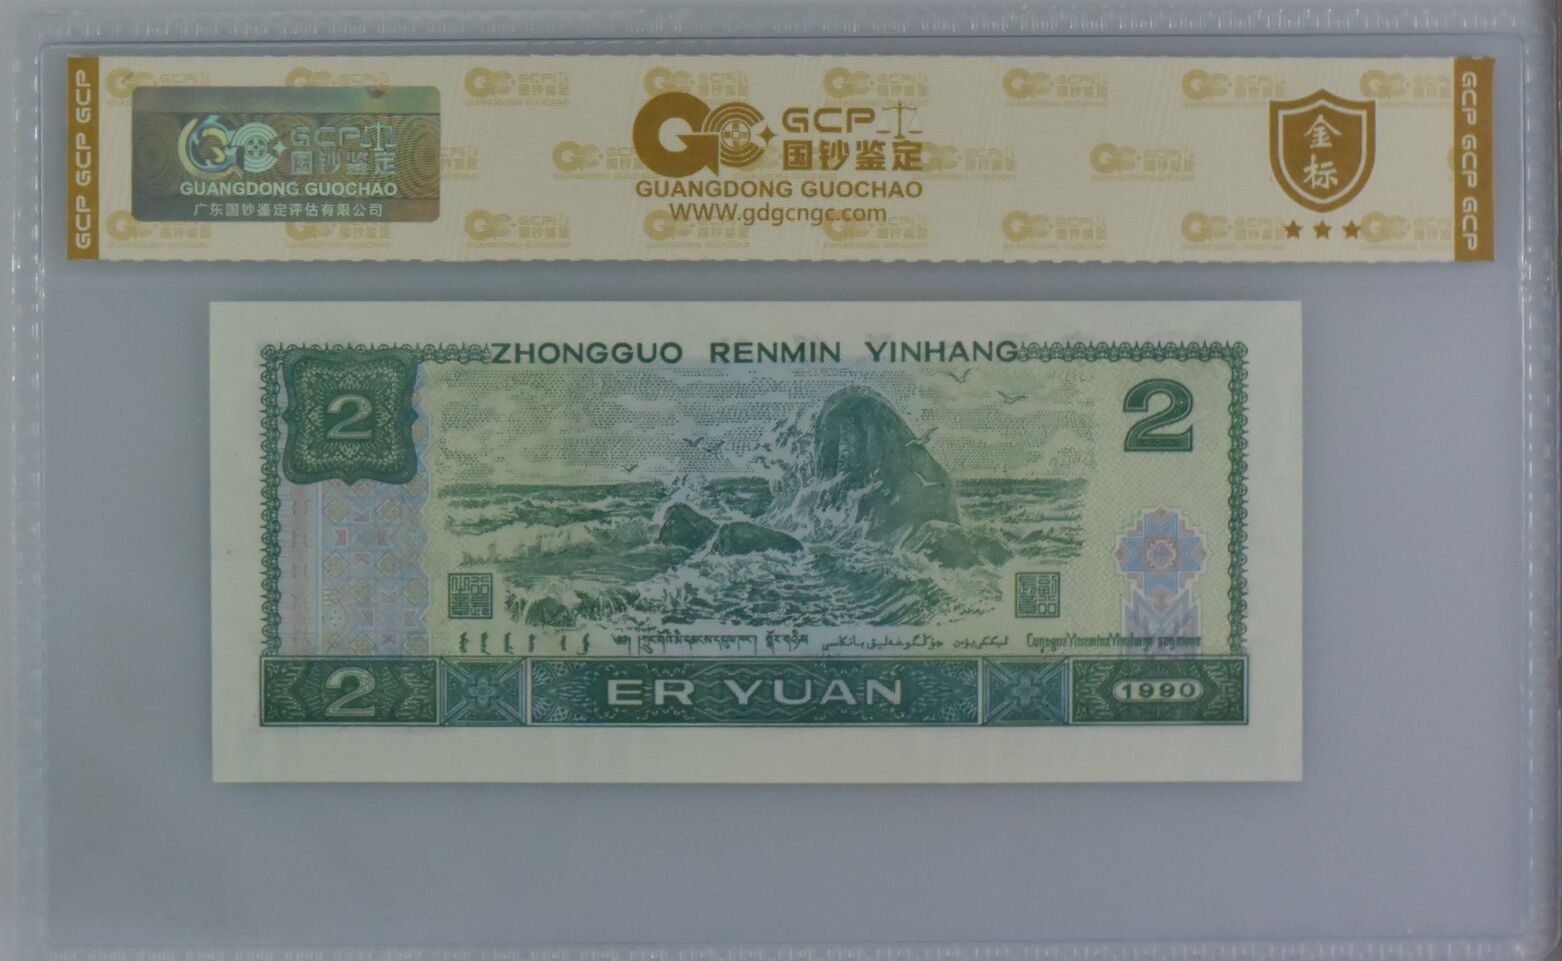 GCP GCP GCP
GCP
国钞鉴定
GUANGDONG GUOCHAO
广东国钞鉴定评估有限公司
GCP
国钞鉴定
GUANGDONG GUOCHAO
WWW.gdgcngc.com
金
标
GCP GCP GCP
ZHONGGUO RENMIN YINHANG
2
2
2
ER YUAN
1990